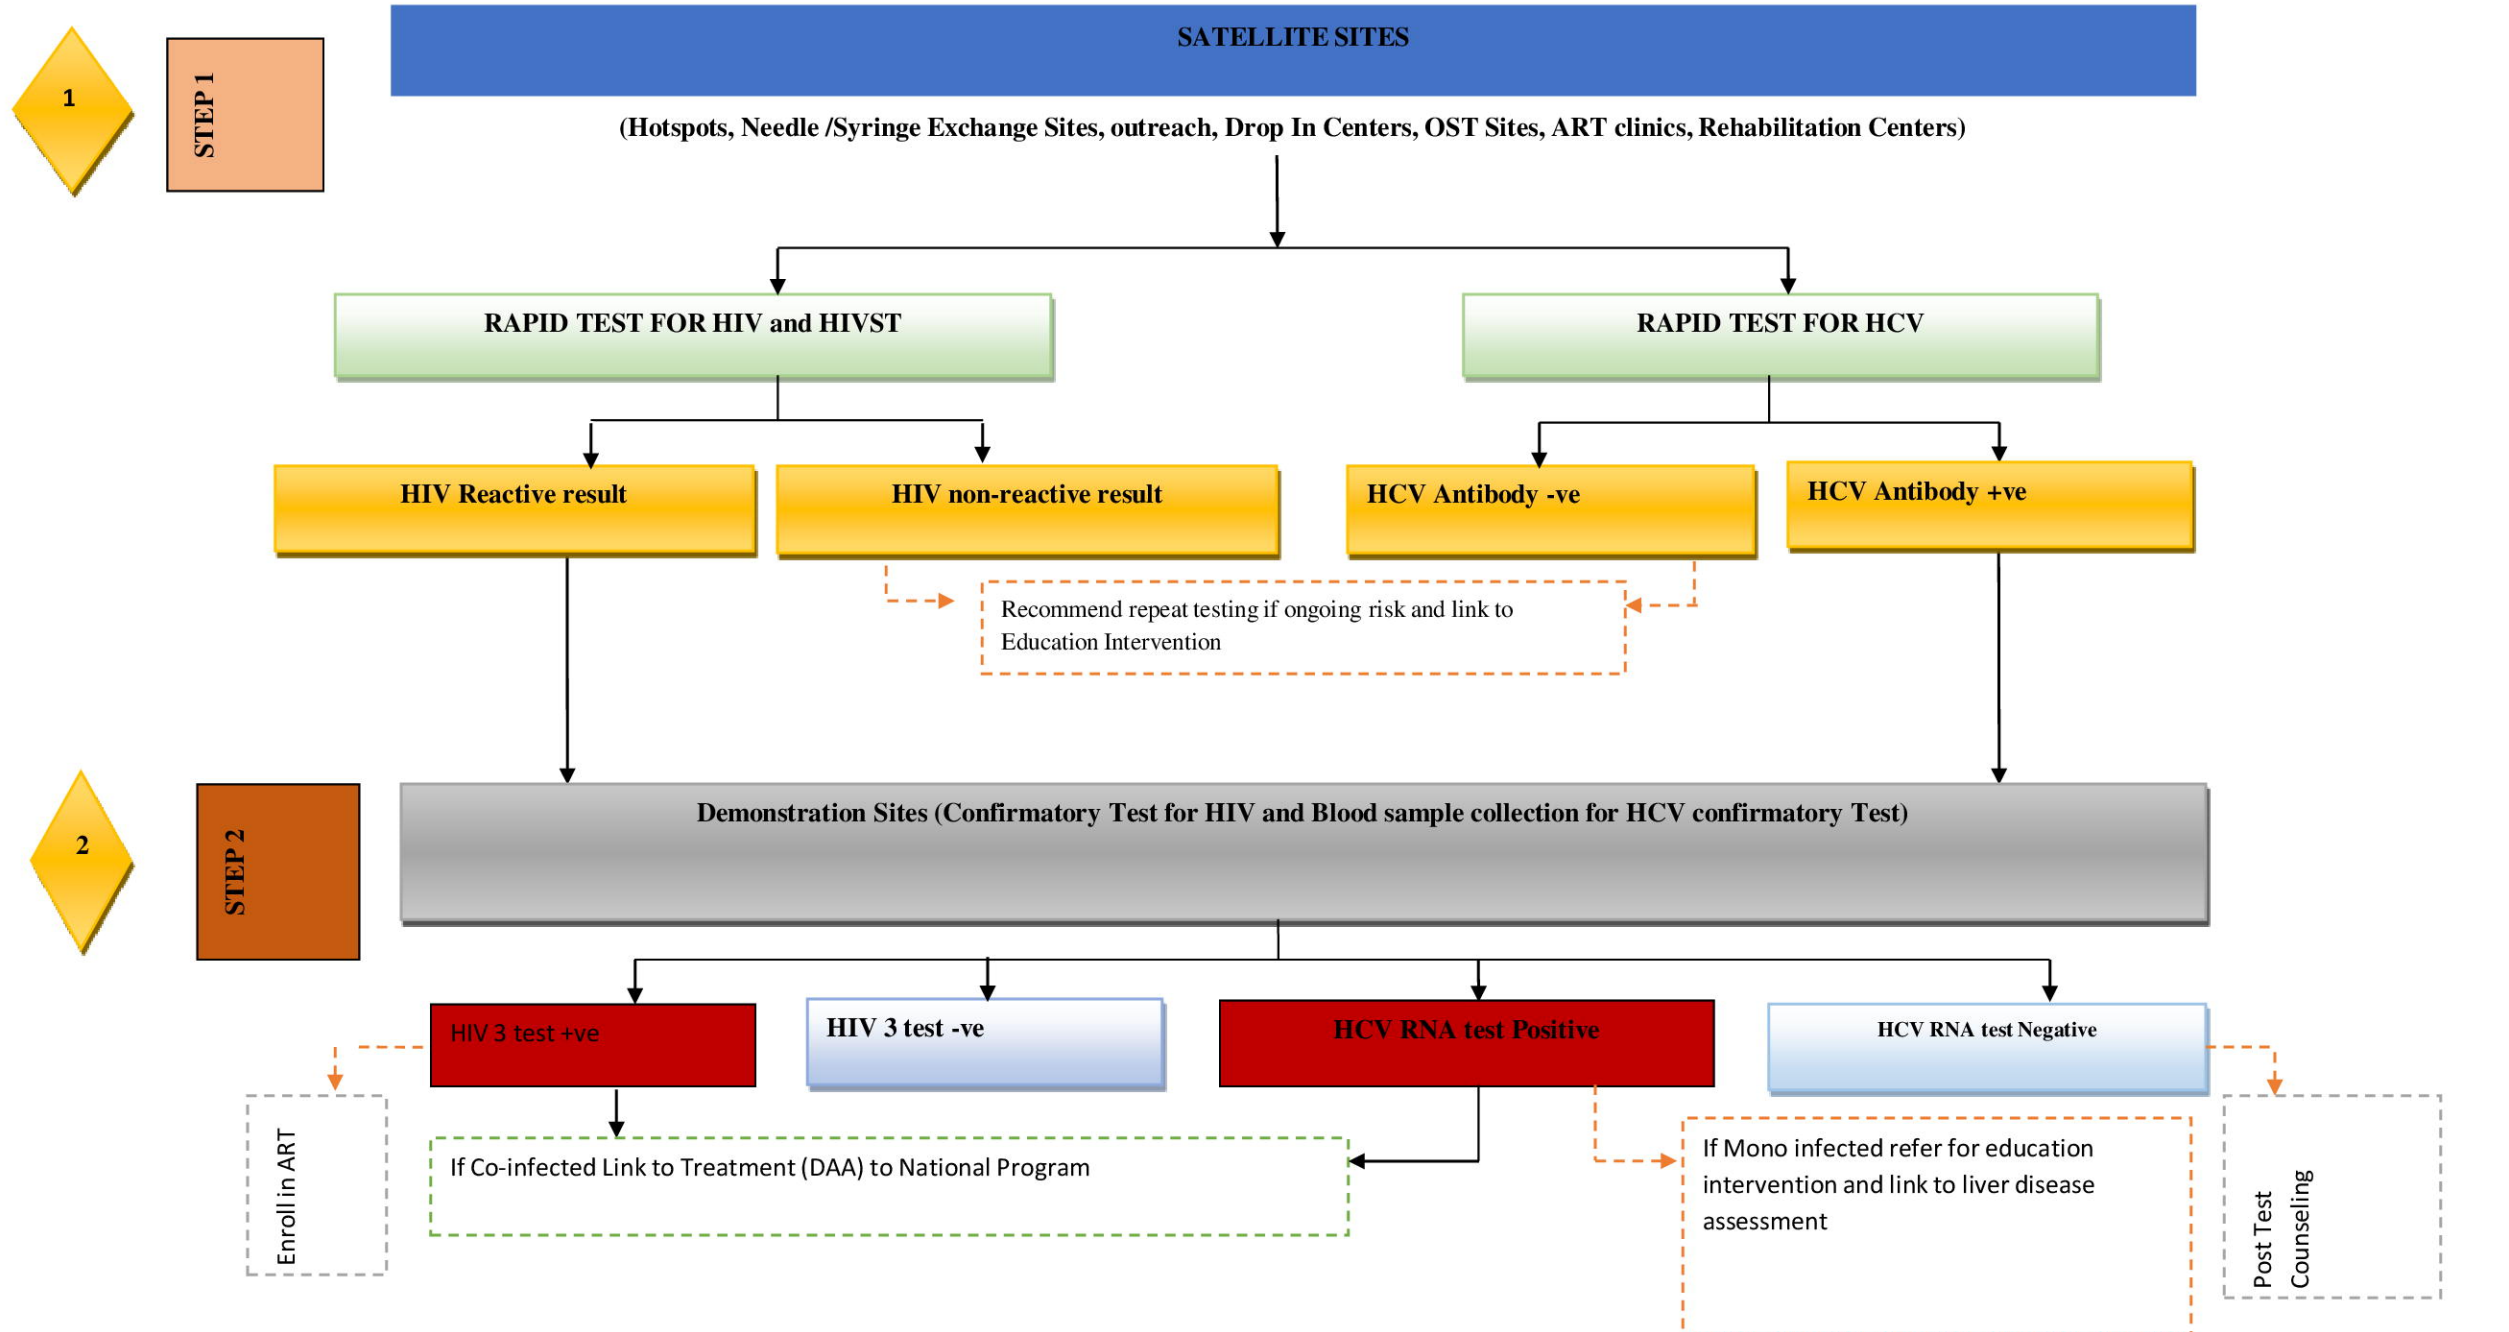 SATELLITE SITES
1
STEP 1
(Hotspots, Needle /Syringe Exchange Sites, outreach, Drop In Centers, OST Sites, ART clinics, Rehabilitation Centers)
RAPID TEST FOR HIV and HIVST
RAPID TEST FOR HCV
HIV Reactive result
HIV non-reactive result
HCV Antibody -ve
HCV Antibody +ve
Recommend repeat testing if ongoing risk and link to
Education Intervention
2
STEP 2
Demonstration Sites (Confirmatory Test for HIV and Blood sample collection for HCV confirmatory Test)
HIV 3 test +ve
HIV 3 test -ve
HCV RNA test Positive
HCV RNA test Negative
Enroll in ART
If Co-infected Link to Treatment (DAA) to National Program
If Mono infected refer for education
intervention and link to liver disease
assessment
Post Test
Counseling